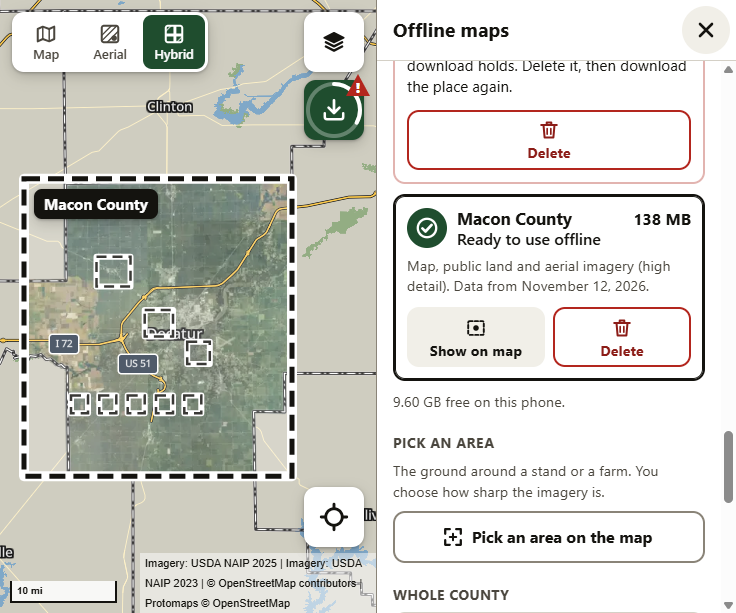 Map
Aerial
Hybrid
Clinton
Macon County
Decatur
I 72
US 51
10 mi
Imagery: USDA NAIP 2025 | Imagery: USDA
NAIP 2023 | © OpenStreetMap contributors
Protomaps © OpenStreetMap
Offline maps
download holds. Delete it, then download
the place again.
Delete
Macon County
138 MB
Ready to use offline
Map, public land and aerial imagery (high
detail). Data from November 12, 2026.
Show on map
Delete
9.60 GB free on this phone.
PICK AN AREA
The ground around a stand or a farm. You
choose how sharp the imagery is.
Pick an area on the map
WHOLE COUNTY